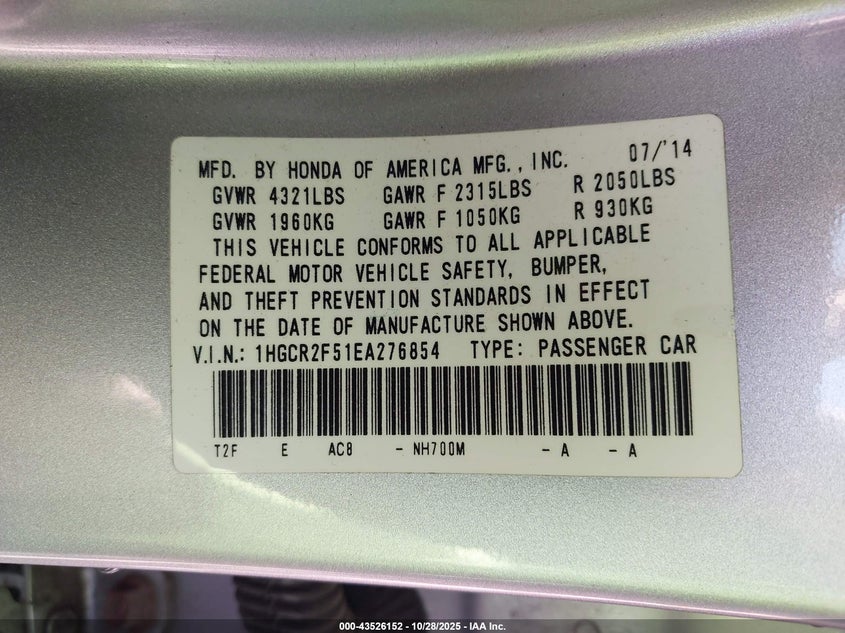 MFD. BY HONDA OF AMERICA MFG., INC. 07/'14
GVWR 4321LBS GAWR F 2315LBS R 2050LBS
GVWR 1960KG GAWR F 1050KG R 930KG
THIS VEHICLE CONFORMS TO ALL APPLICABLE
FEDERAL MOTOR VEHICLE SAFETY, BUMPER,
AND THEFT PREVENTION STANDARDS IN EFFECT
ON THE DATE OF MANUFACTURE SHOWN ABOVE.
V.I.N.: 1HGCR2F51EA276854 TYPE: PASSENGER CAR
T2F E AC8 - NH700M - A - A
000-43526152 | 10/28/2025 - IAA Inc.